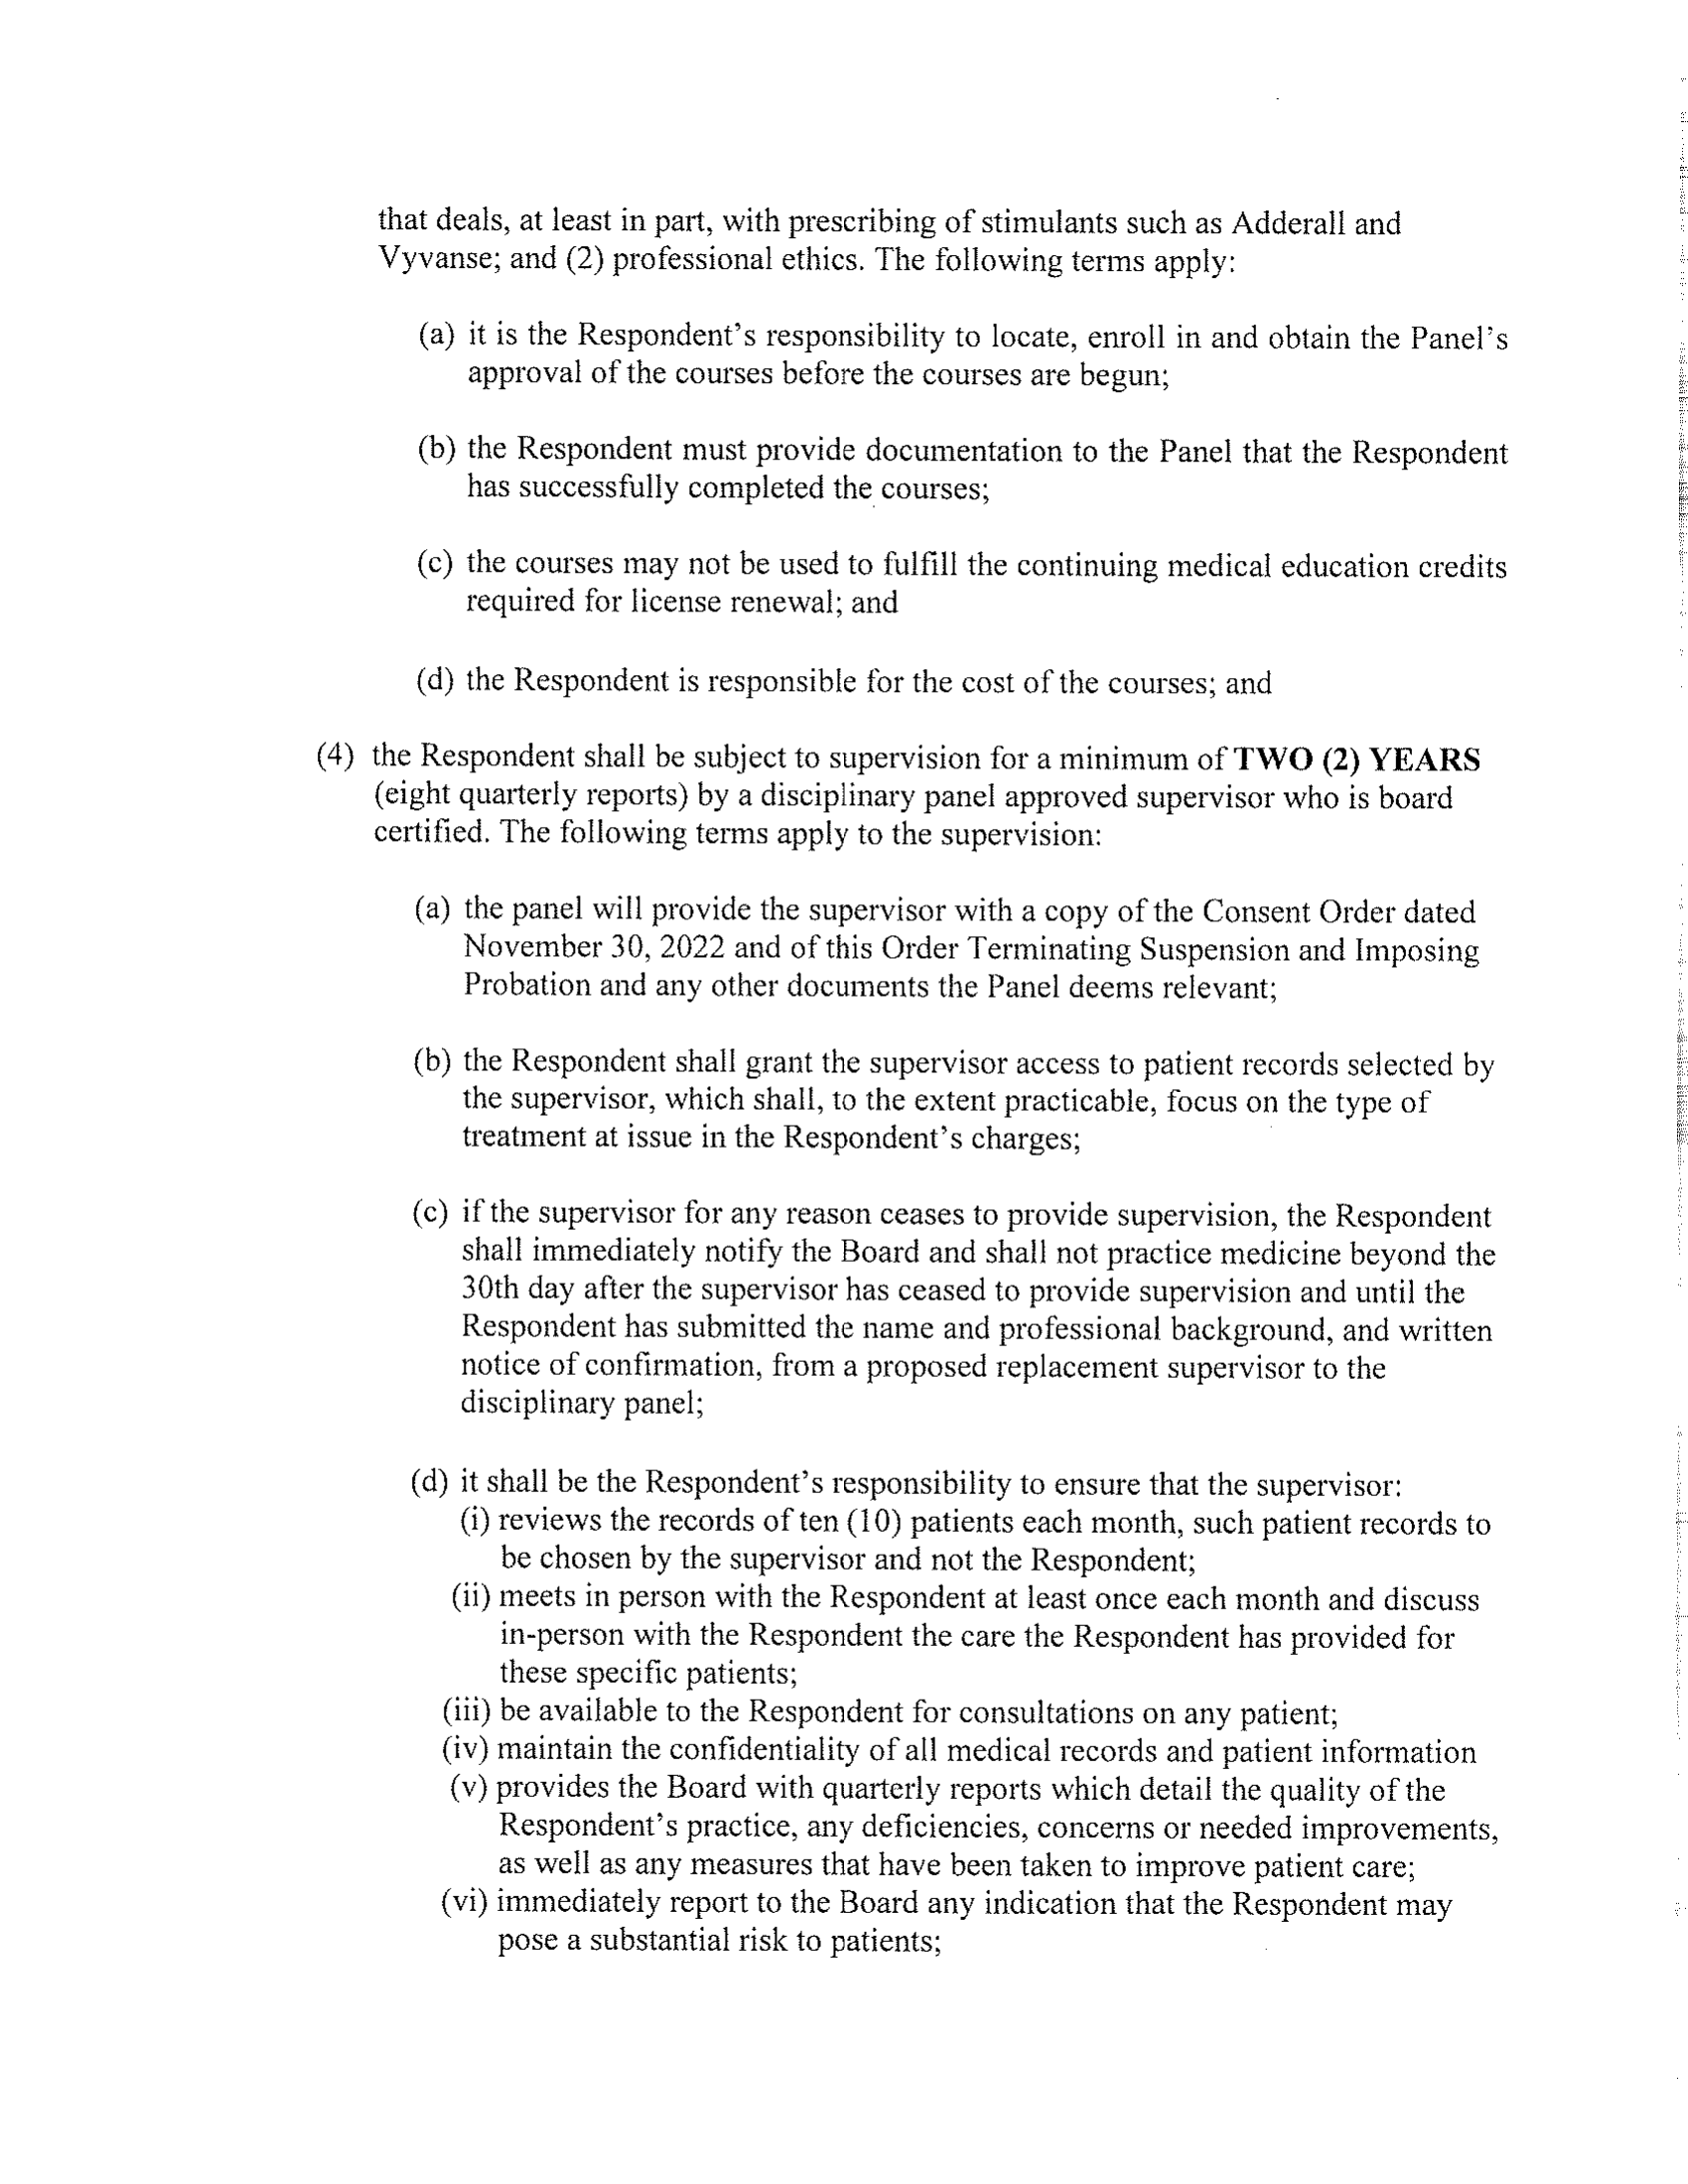 that deals, at least in part, with prescribing of stimulants such as Adderall and
Vyvanse; and (2) professional ethics. The following terms apply:
(a) it is the Respondent's responsibility to locate, enroll in and obtain the Panel's
approval of the courses before the courses are begun;
(b) the Respondent must provide documentation to the Panel that the Respondent
has successfully completed the courses;
(c) the courses may not be used to fulfill the continuing medical education credits
required for license renewal; and
(d) the Respondent is responsible for the cost of the courses; and
(4) the Respondent shall be subject to supervision for a minimum of TWO (2) YEARS
(eight quarterly reports) by a disciplinary panel approved supervisor who is board
certified. The following terms apply to the supervision:
(a) the panel will provide the supervisor with a copy of the Consent Order dated
November 30, 2022 and of this Order Terminating Suspension and Imposing
Probation and any other documents the Panel deems relevant;
(b) the Respondent shall grant the supervisor access to patient records selected by
the supervisor, which shall, to the extent practicable, focus on the type of
treatment at issue in the Respondent's charges;
(c) if the supervisor for any reason ceases to provide supervision, the Respondent
shall immediately notify the Board and shall not practice medicine beyond the
30th day after the supervisor has ceased to provide supervision and until the
Respondent has submitted the name and professional background, and written
notice of confirmation, from a proposed replacement supervisor to the
disciplinary panel;
(d) it shall be the Respondent's responsibility to ensure that the supervisor:
(i) reviews the records of ten (10) patients each month, such patient records to
be chosen by the supervisor and not the Respondent;
(ii) meets in person with the Respondent at least once each month and discuss
in-person with the Respondent the care the Respondent has provided for
these specific patients;
(iii) be available to the Respondent for consultations on any patient;
(iv) maintain the confidentiality of all medical records and patient information
(v) provides the Board with quarterly reports which detail the quality of the
Respondent's practice, any deficiencies, concerns or needed improvements,
as well as any measures that have been taken to improve patient care;
(vi) immediately report to the Board any indication that the Respondent may
pose a substantial risk to patients;